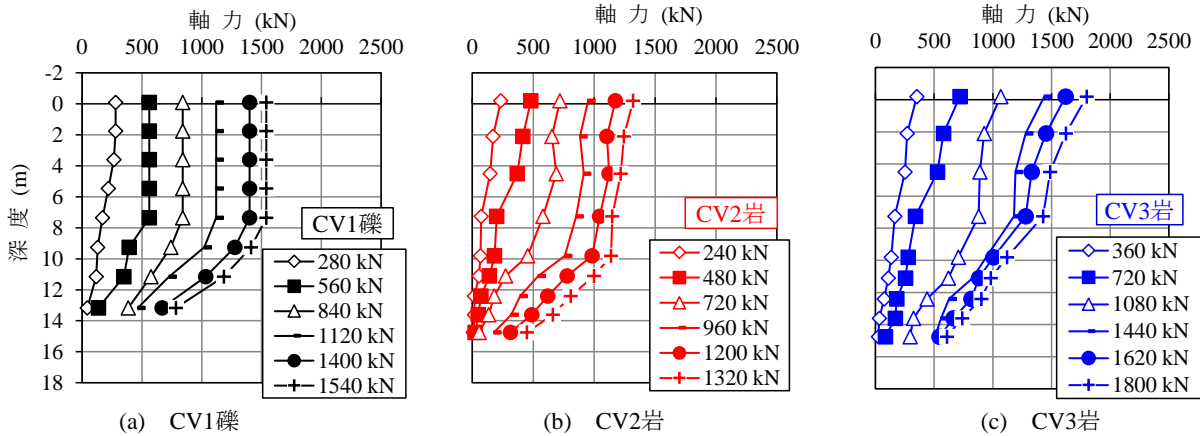 軸 力 (kN)
0 500 1000 1500 2000 2500
深 度 (m)
-2
0
2
4
6
8
10
12
14
16
18
CV1礫
280 kN
560 kN
840 kN
1120 kN
1400 kN
1540 kN
(a) CV1礫
軸 力 (kN)
0 500 1000 1500 2000 2500
CV2岩
240 kN
480 kN
720 kN
960 kN
1200 kN
1320 kN
(b) CV2岩
軸 力 (kN)
0 500 1000 1500 2000 2500
CV3岩
360 kN
720 kN
1080 kN
1440 kN
1620 kN
1800 kN
(c) CV3岩